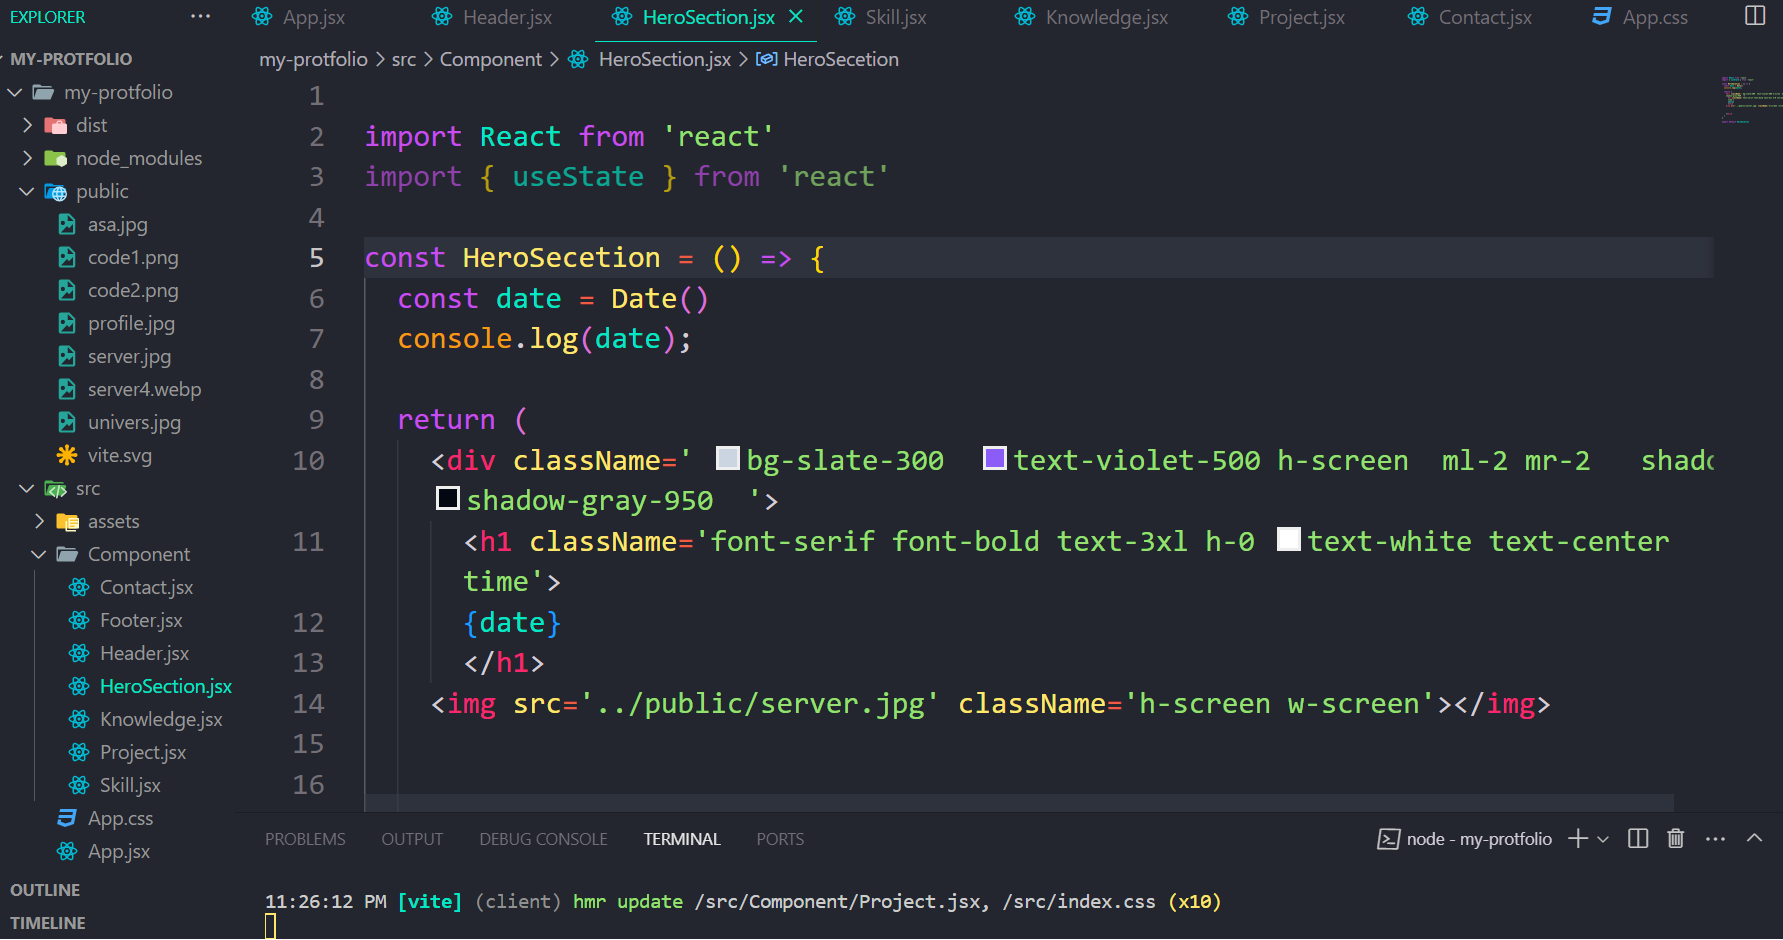 EXPLORER
App.jsx
Header.jsx
HeroSection.jsx
Skill.jsx
Knowledge.jsx
Project.jsx
Contact.jsx
App.css
MY-PROTFOLIO
my-protfolio
dist
node_modules
public
asa.jpg
code1.png
code2.png
profile.jpg
server.jpg
server4.webp
univers.jpg
vite.svg
src
assets
Component
Contact.jsx
Footer.jsx
Header.jsx
HeroSection.jsx
Knowledge.jsx
Project.jsx
Skill.jsx
App.css
App.jsx
OUTLINE
TIMELINE
my-protfolio > src > Component > HeroSection.jsx > HeroSecetion
1
2 import React from 'react'
3 import { useState } from 'react'
4
5 const HeroSecetion = () => {
6 const date = Date()
7 console.log(date);
8
9 return (
10 <div className=' bg-slate-300 text-violet-500 h-screen ml-2 mr-2 shado
shadow-gray-950 '>
11 <h1 className='font-serif font-bold text-3xl h-0 text-white text-center
time'>
12 {date}
13 </h1>
14 <img src='../public/server.jpg' className='h-screen w-screen'></img>
15
16
PROBLEMS OUTPUT DEBUG CONSOLE TERMINAL PORTS
node - my-protfolio
11:26:12 PM [vite] (client) hmr update /src/Component/Project.jsx, /src/index.css (x10)